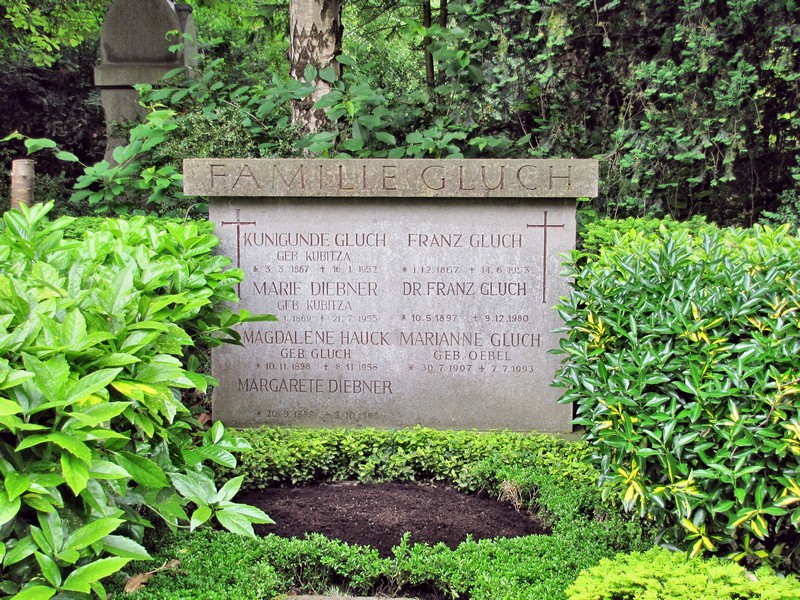 FAMILIE GLUCH
KUNIGUNDE GLUCH
GEB KUBITZA
* 3. 3. 1867 + 16. 1. 1952
MARIE DIEBNER
GEB. KUBITZA
1869 + 21. 7. 1955
MAGDALENE HAUCK
GEB. GLUCH
* 10. 11. 1898 + 8. 11. 1958
MARGARETE DIEBNER
FRANZ GLUCH
* 1. 12. 1867 + 14. 6. 1953
DR. FRANZ GLUCH
* 10. 5. 1897 + 9. 12. 1980
MARIANNE GLUCH
GEB. OEBEL
* 30. 7. 1907 + 7. 7. 1993